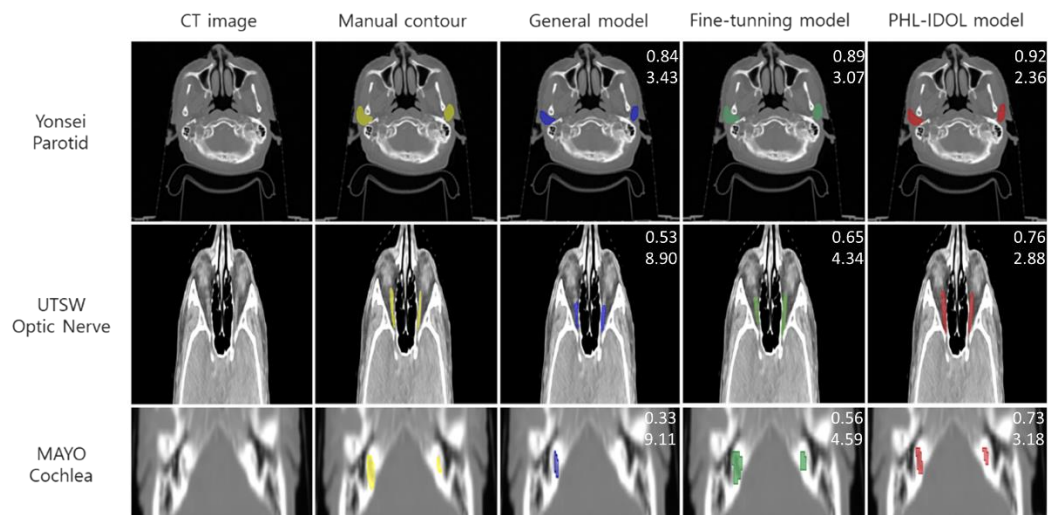 CT image
Manual contour
General model
Fine-tunning model
PHL-IDOL model
Yonsei
Parotid
0.84
3.43
0.89
3.07
0.92
2.36
UTSW
Optic Nerve
0.53
8.90
0.65
4.34
0.76
2.88
MAYO
Cochlea
0.33
9.11
0.56
4.59
0.73
3.18